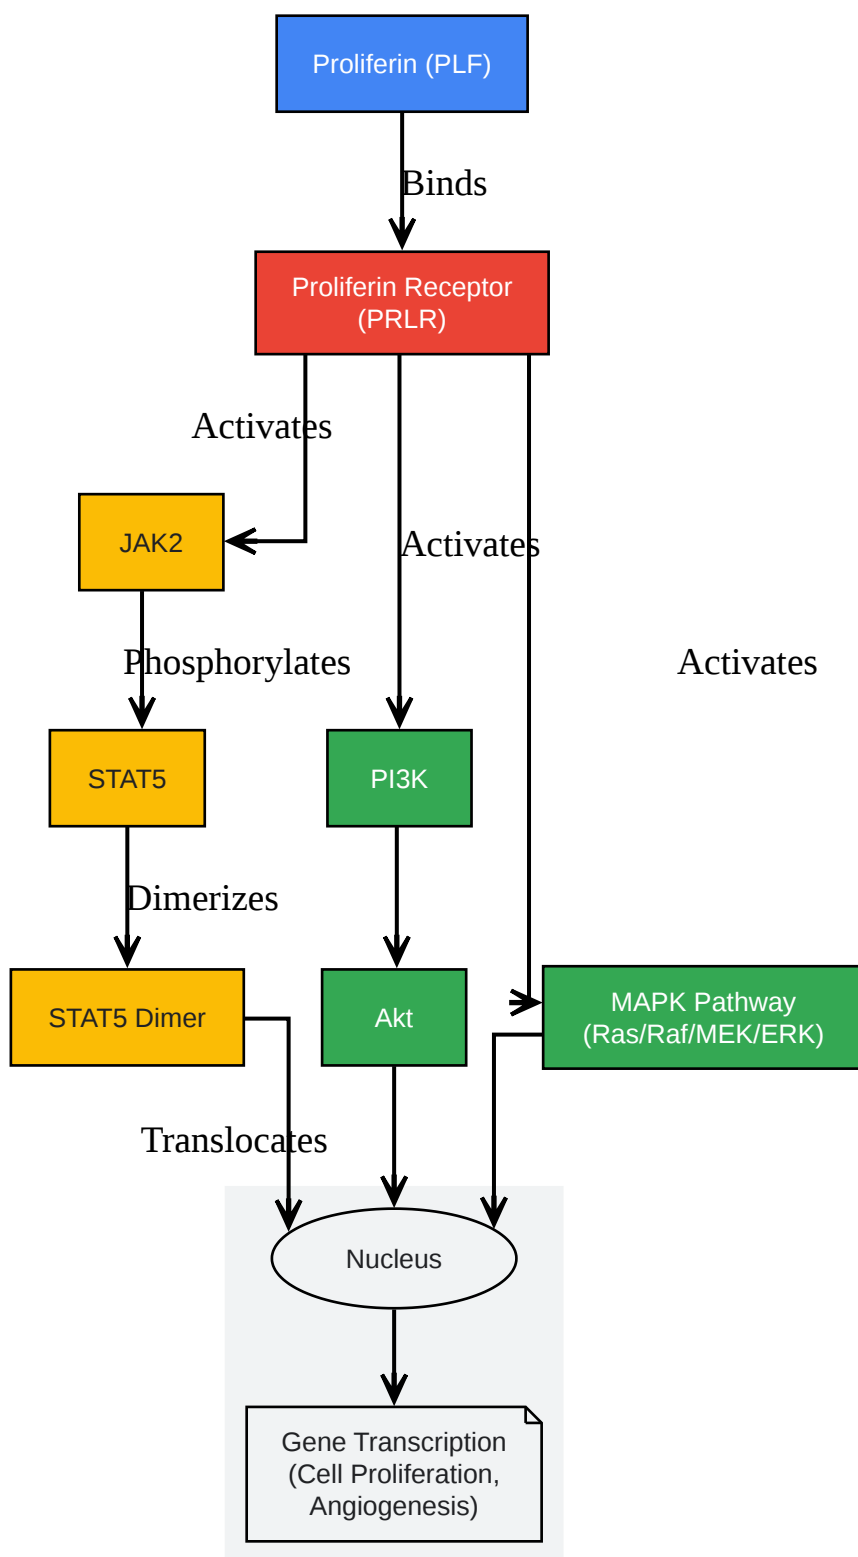 Proliferin (PLF)
Binds
Proliferin Receptor
(PRLR)
Activates
JAK2
Activates
Phosphorylates
Activates
STAT5
PI3K
Dimerizes
STAT5 Dimer
Akt
MAPK Pathway
(Ras/Raf/MEK/ERK)
Translocates
Nucleus
Gene Transcription
(Cell Proliferation,
Angiogenesis)